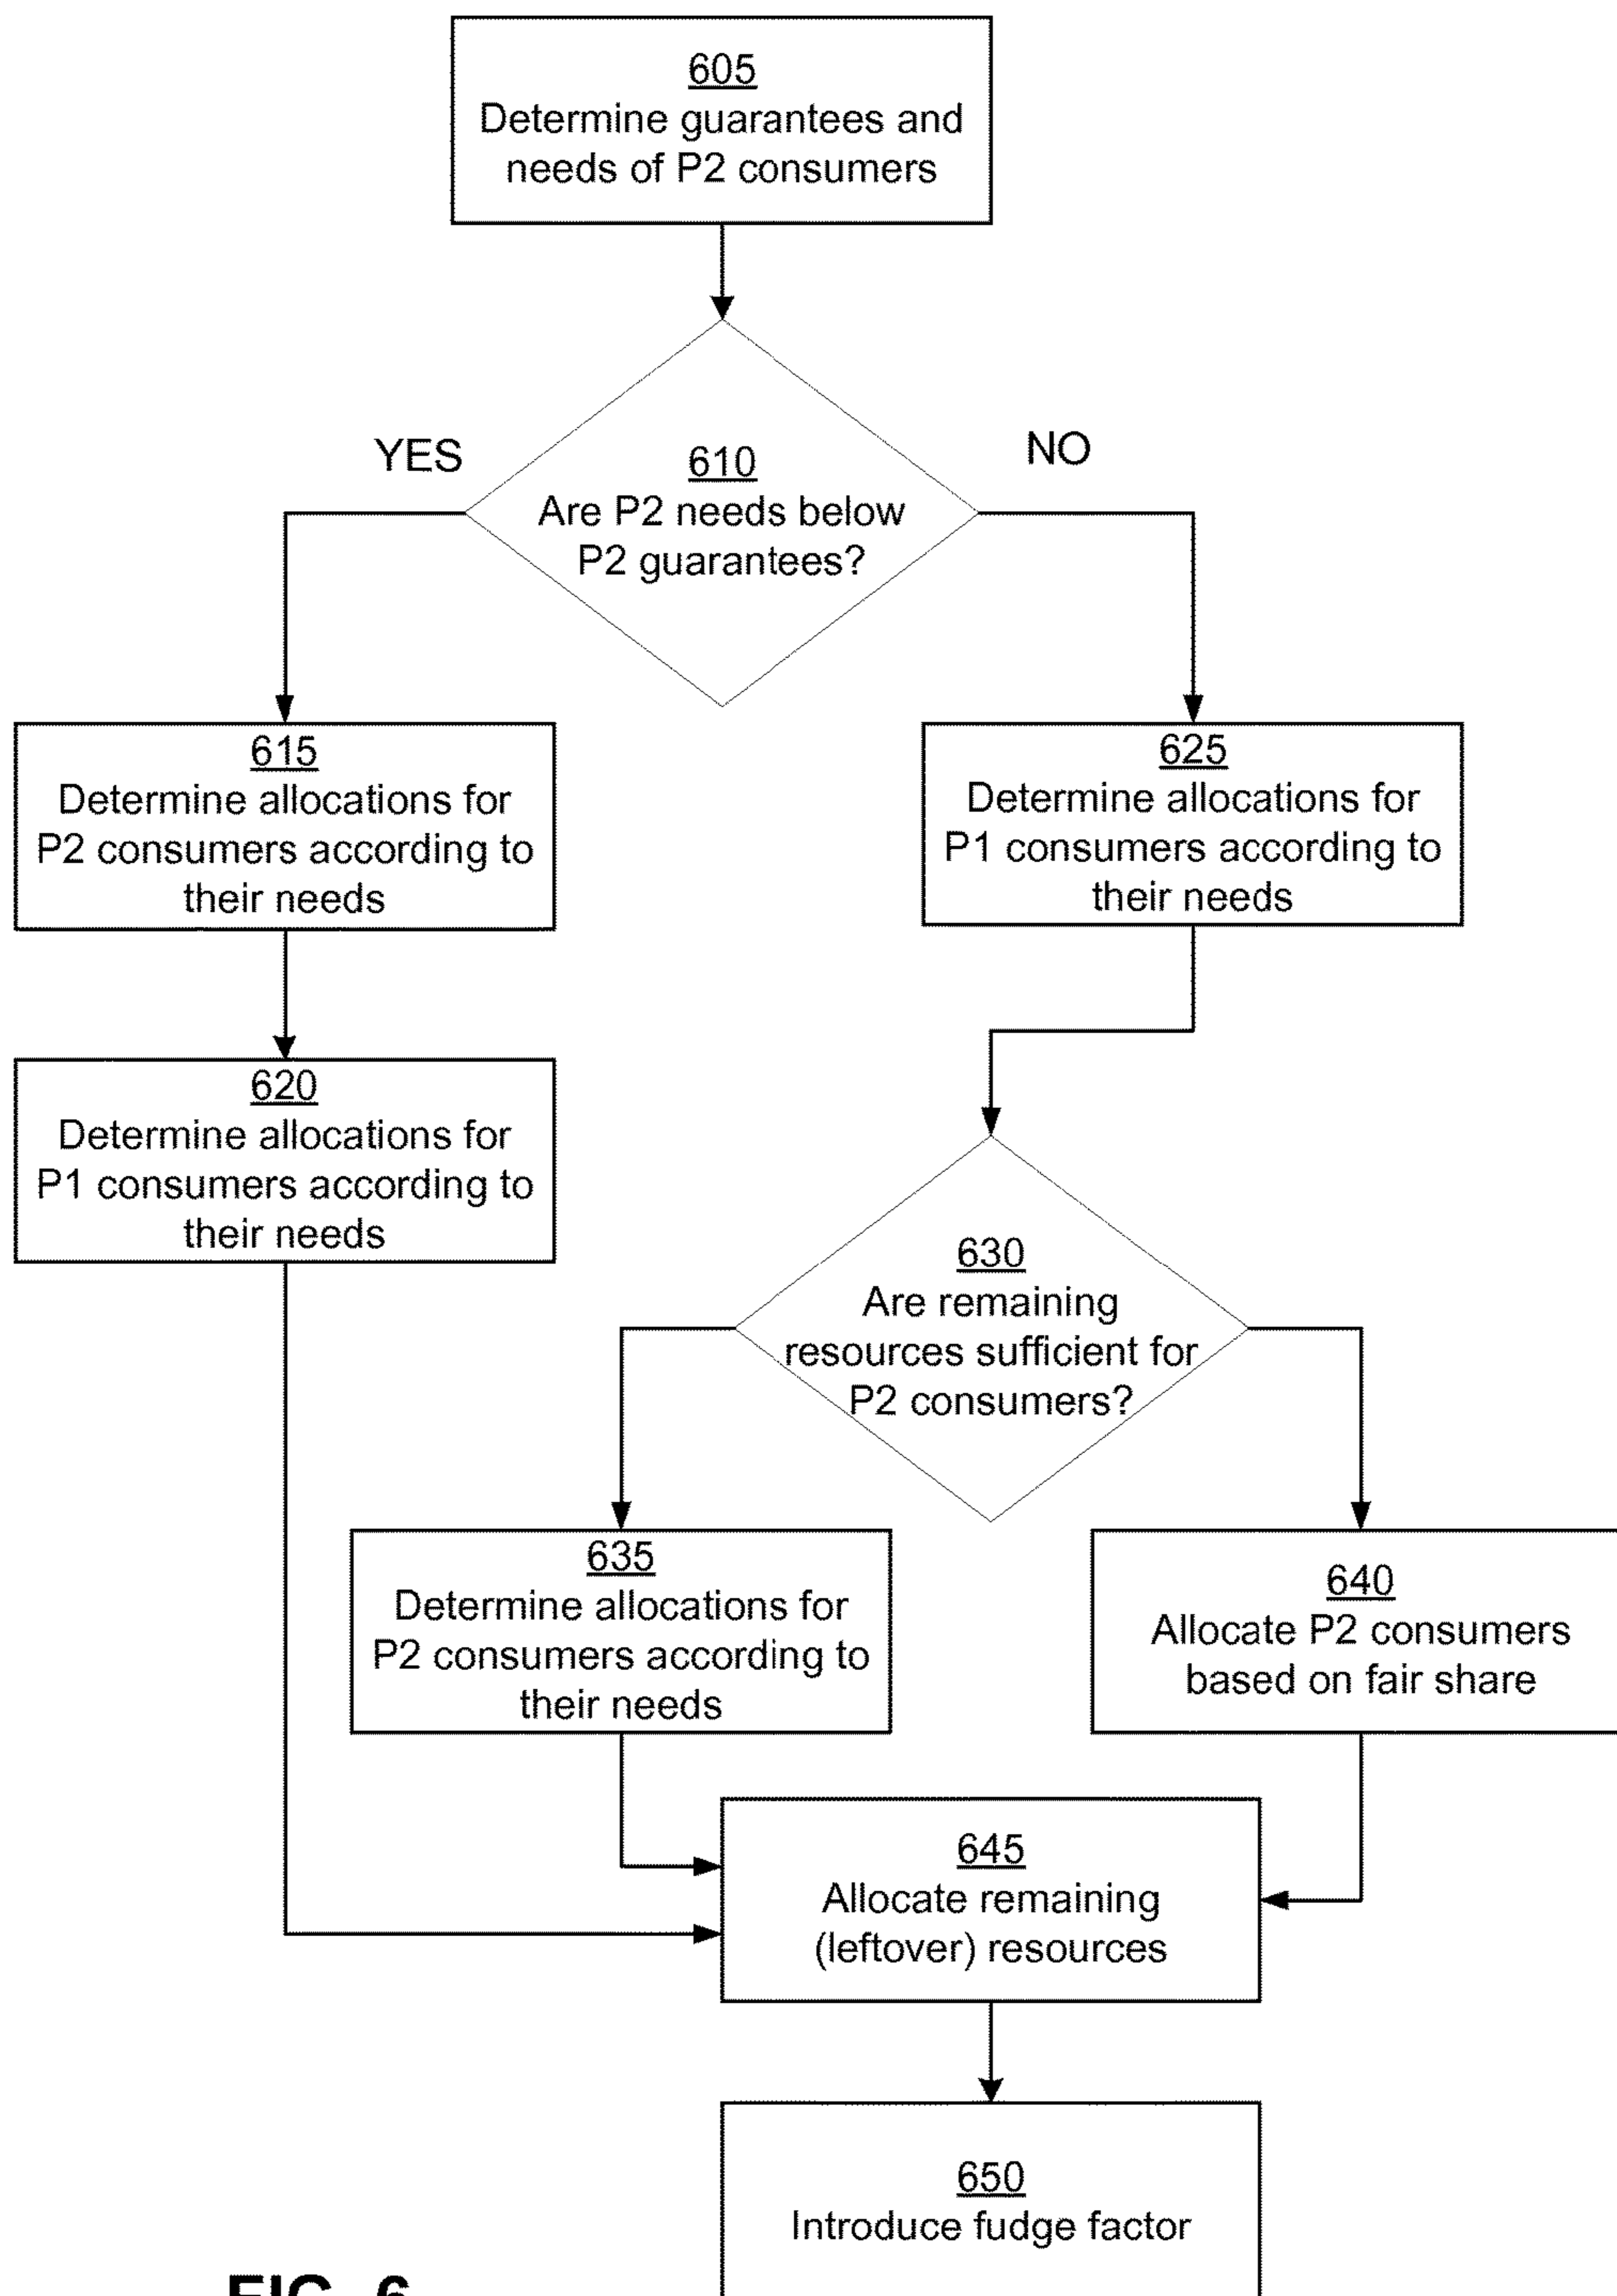 605
Determine guarantees and
needs of P2 consumers
YES
NO
610
Are P2 needs below
P2 guarantees?
615
Determine allocations for
P2 consumers according to
their needs
625
Determine allocations for
P1 consumers according to
their needs
620
Determine allocations for
P1 consumers according to
their needs
630
Are remaining
resources sufficient for
P2 consumers?
635
Determine allocations for
P2 consumers according to
their needs
640
Allocate P2 consumers
based on fair share
645
Allocate remaining
(leftover) resources
650
Introduce fudge factor
FIG. 6